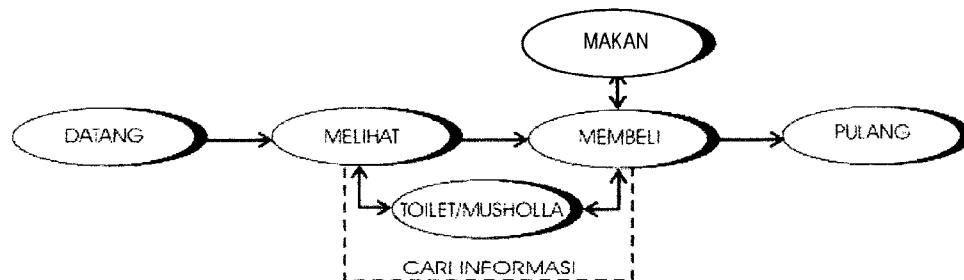 MAKAN
DATANG
MELIHAT
MEMBELI
PULANG
TOILET/MUSHOLLA
CARI INFORMASI